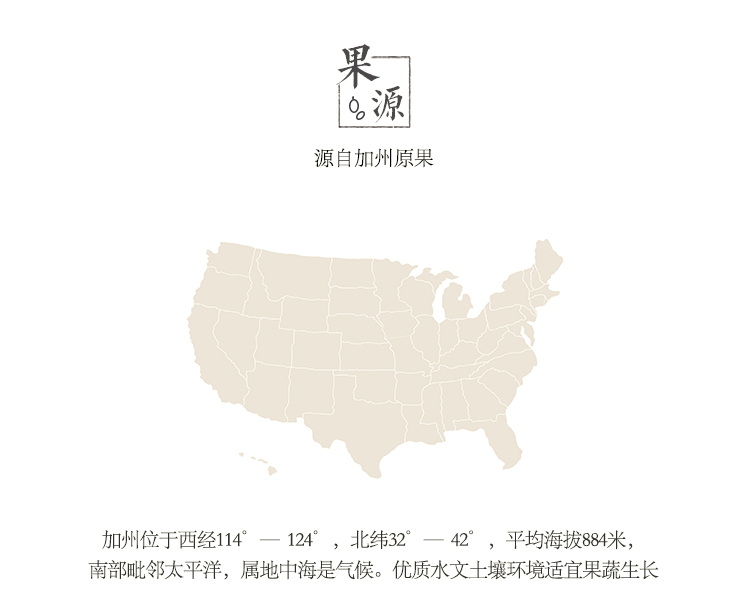 果源
源自加州原果
加州位于西经114°— 124°，北纬32°— 42°，平均海拔884米，
南部毗邻太平洋，属地中海是气候。优质水文土壤环境适宜果蔬生长